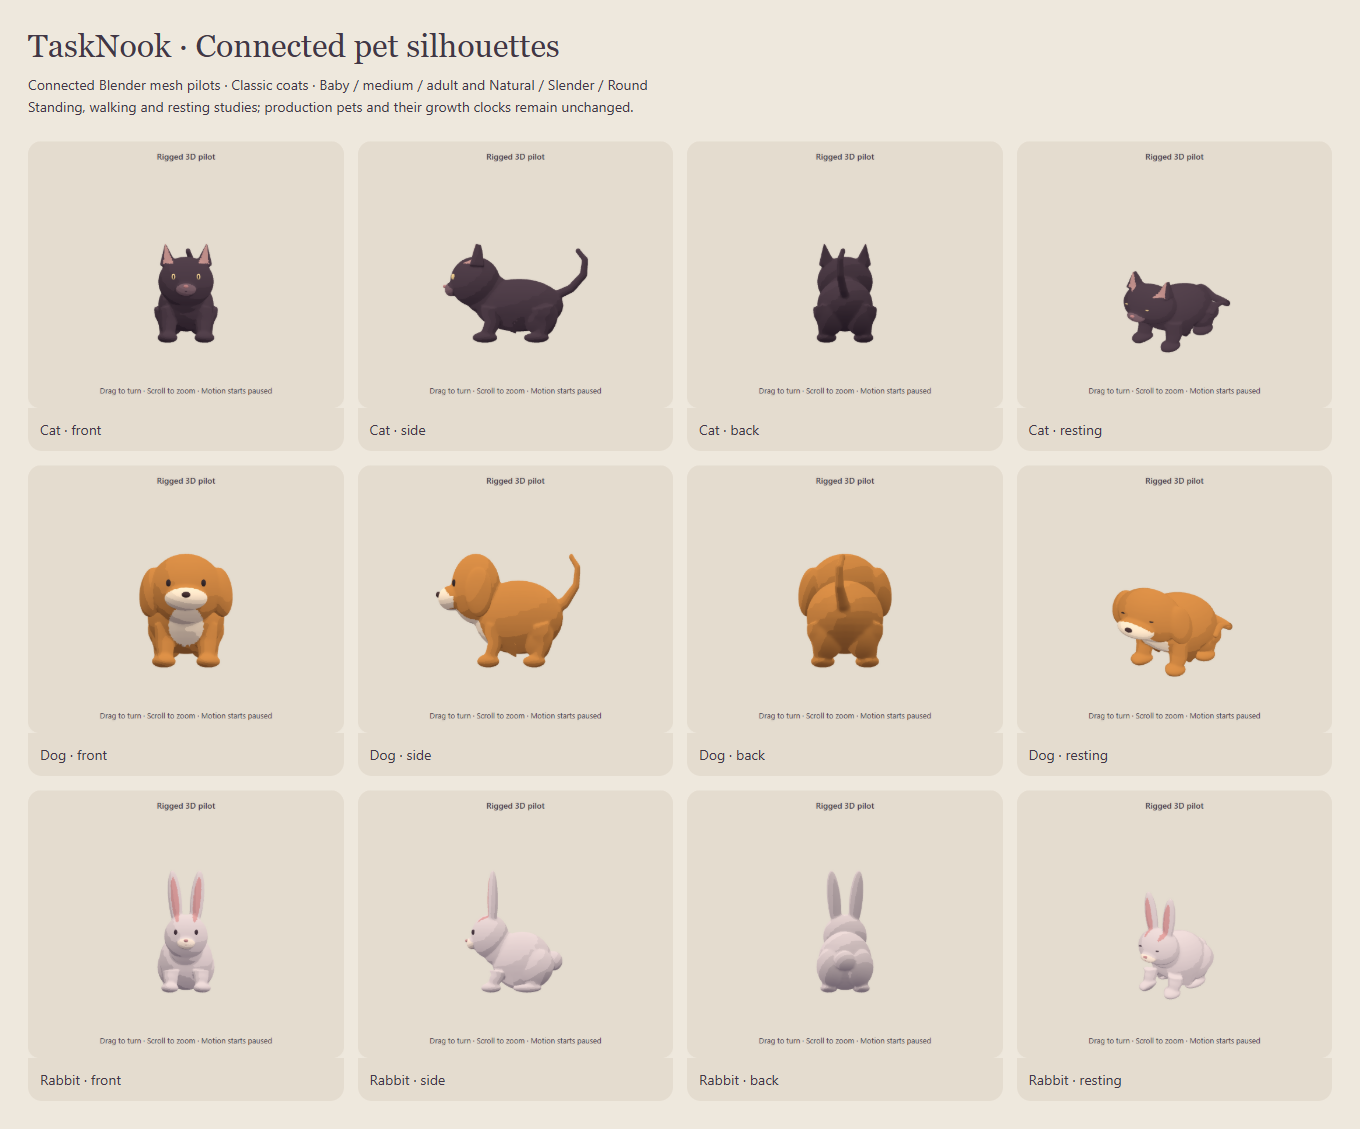 TaskNook · Connected pet silhouettes
Connected Blender mesh pilots · Classic coats · Baby / medium / adult and Natural / Slender / Round
Standing, walking and resting studies; production pets and their growth clocks remain unchanged.
Rigged 3D pilot
Drag to turn · Scroll to zoom · Motion starts paused
Cat · front
Rigged 3D pilot
Drag to turn · Scroll to zoom · Motion starts paused
Cat · side
Rigged 3D pilot
Drag to turn · Scroll to zoom · Motion starts paused
Cat · back
Rigged 3D pilot
Drag to turn · Scroll to zoom · Motion starts paused
Cat · resting
Rigged 3D pilot
Drag to turn · Scroll to zoom · Motion starts paused
Dog · front
Rigged 3D pilot
Drag to turn · Scroll to zoom · Motion starts paused
Dog · side
Rigged 3D pilot
Drag to turn · Scroll to zoom · Motion starts paused
Dog · back
Rigged 3D pilot
Drag to turn · Scroll to zoom · Motion starts paused
Dog · resting
Rigged 3D pilot
Drag to turn · Scroll to zoom · Motion starts paused
Rabbit · front
Rigged 3D pilot
Drag to turn · Scroll to zoom · Motion starts paused
Rabbit · side
Rigged 3D pilot
Drag to turn · Scroll to zoom · Motion starts paused
Rabbit · back
Rigged 3D pilot
Drag to turn · Scroll to zoom · Motion starts paused
Rabbit · resting